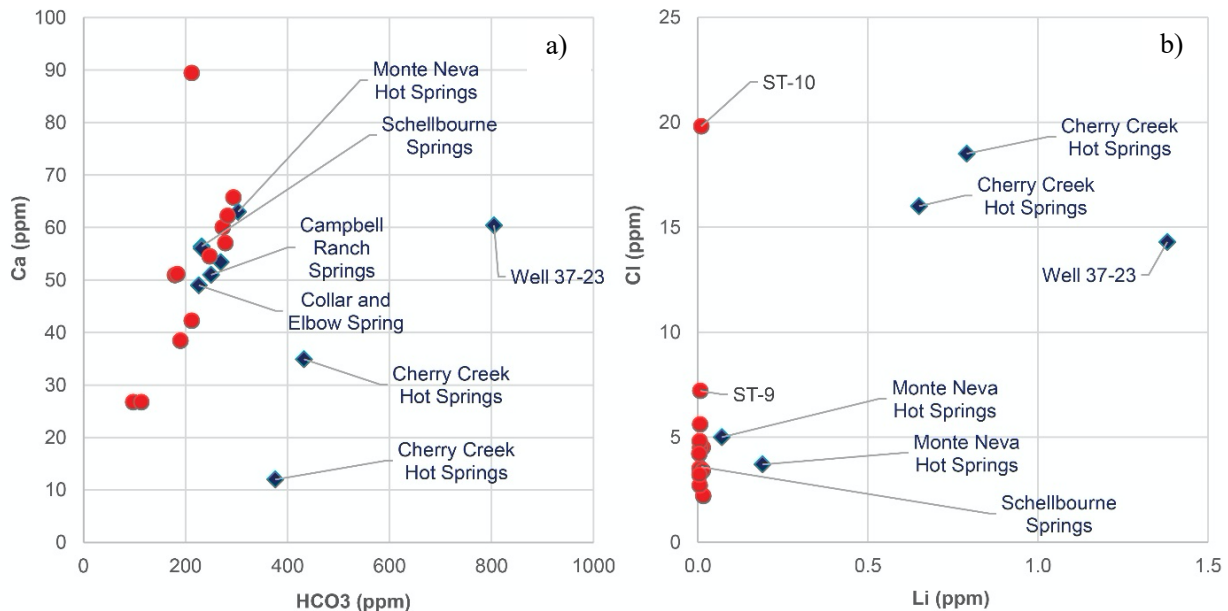 a)
100
90
80
70
60
50
40
30
20
10
0
Ca (ppm)
0
200
400
600
800
1000
HCO3 (ppm)
Monte Neva
Hot Springs
Schellbourne
Springs
Campbell
Ranch
Springs
Collar and
Elbow Spring
Well 37-23
Cherry Creek
Hot Springs
Cherry Creek
Hot Springs
b)
25
20
15
10
5
0
Cl (ppm)
0.0
0.5
1.0
1.5
Li (ppm)
ST-10
Cherry Creek
Hot Springs
Cherry Creek
Hot Springs
Well 37-23
ST-9
Monte Neva
Hot Springs
Monte Neva
Hot Springs
Schellbourne
Springs